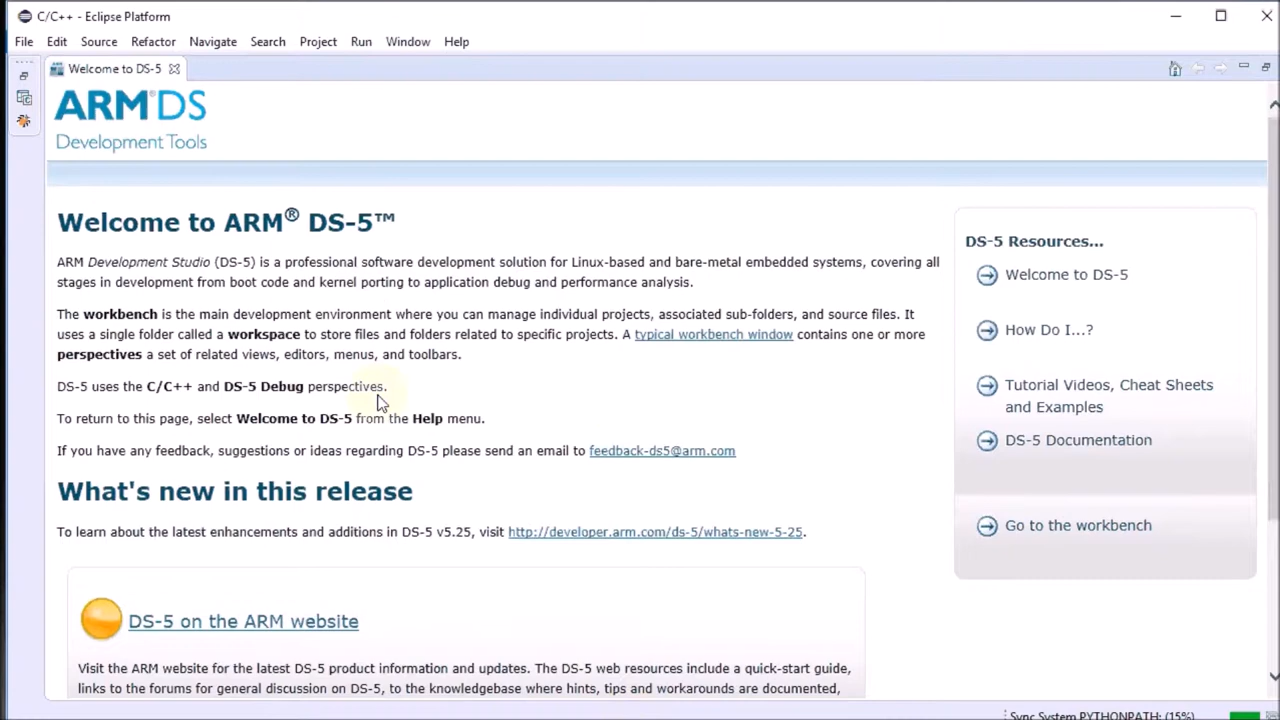 C/C++ - Eclipse Platform
File Edit Source Refactor Navigate Search Project Run Window Help
Welcome to DS-5
ARM® DS
Development Tools
Welcome to ARM® DS-5™
ARM Development Studio (DS-5) is a professional software development solution for Linux-based and bare-metal embedded systems, covering all
stages in development from boot code and kernel porting to application debug and performance analysis.
The workbench is the main development environment where you can manage individual projects, associated sub-folders, and source files. It
uses a single folder called a workspace to store files and folders related to specific projects. A typical workbench window contains one or more
perspectives a set of related views, editors, menus, and toolbars.
DS-5 uses the C/C++ and DS-5 Debug perspectives.
To return to this page, select Welcome to DS-5 from the Help menu.
If you have any feedback, suggestions or ideas regarding DS-5 please send an email to feedback-ds5@arm.com
What's new in this release
To learn about the latest enhancements and additions in DS-5 v5.25, visit http://developer.arm.com/ds-5/whats-new-5-25.
DS-5 on the ARM website
Visit the ARM website for the latest DS-5 product information and updates. The DS-5 web resources include a quick-start guide,
links to the forums for general discussion on DS-5, to the knowledgebase where hints, tips and workarounds are documented,
DS-5 Resources...
Welcome to DS-5
How Do I...?
Tutorial Videos, Cheat Sheets
and Examples
DS-5 Documentation
Go to the workbench
Sync System PYTHONPATH: (15%)